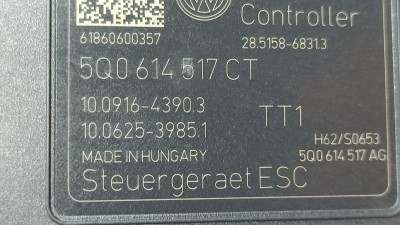 Controller
61860600357 28.5158-6831.3
5Q0 614 517 CT
10.0916-4390.3
TT1
10.0625-3985.1
H62/S0653
MADE IN HUNGARY 5Q0 614 517 AG
Steuergeraet ESC